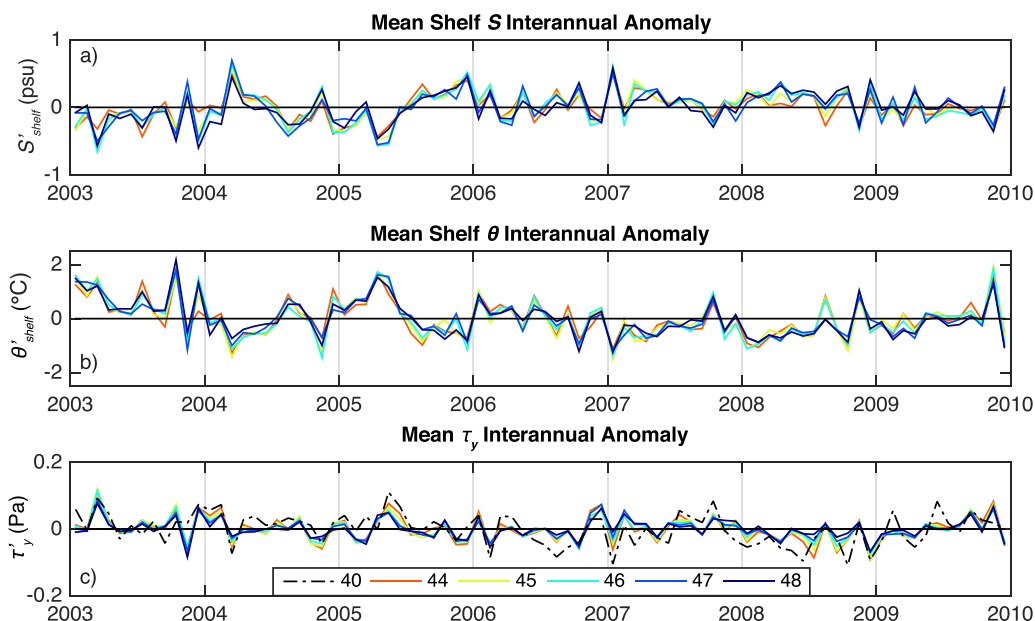 Mean Shelf S Interannual Anomaly
a)
S'shelf (psu)
1
0
-1
2003 2004 2005 2006 2007 2008 2009 2010
Mean Shelf θ Interannual Anomaly
b)
θ'shelf (°C)
2
0
-2
2003 2004 2005 2006 2007 2008 2009 2010
Mean τy Interannual Anomaly
c)
τ'y (Pa)
0.2
0
-0.2
40 44 45 46 47 48
2003 2004 2005 2006 2007 2008 2009 2010